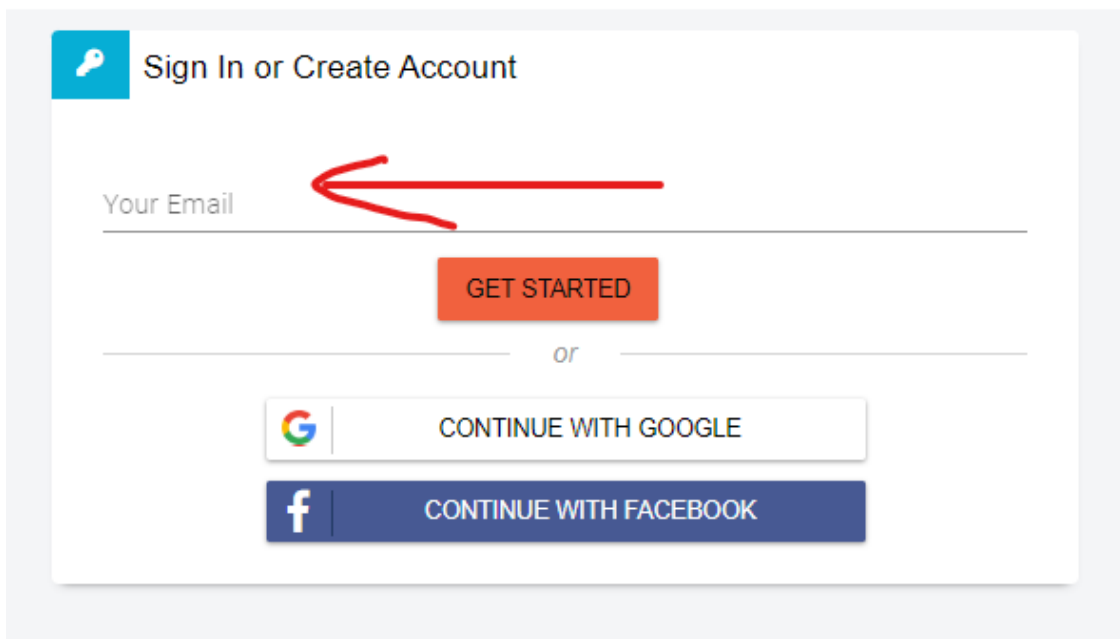 Sign In or Create Account
Your Email
GET STARTED
or
CONTINUE WITH GOOGLE
CONTINUE WITH FACEBOOK